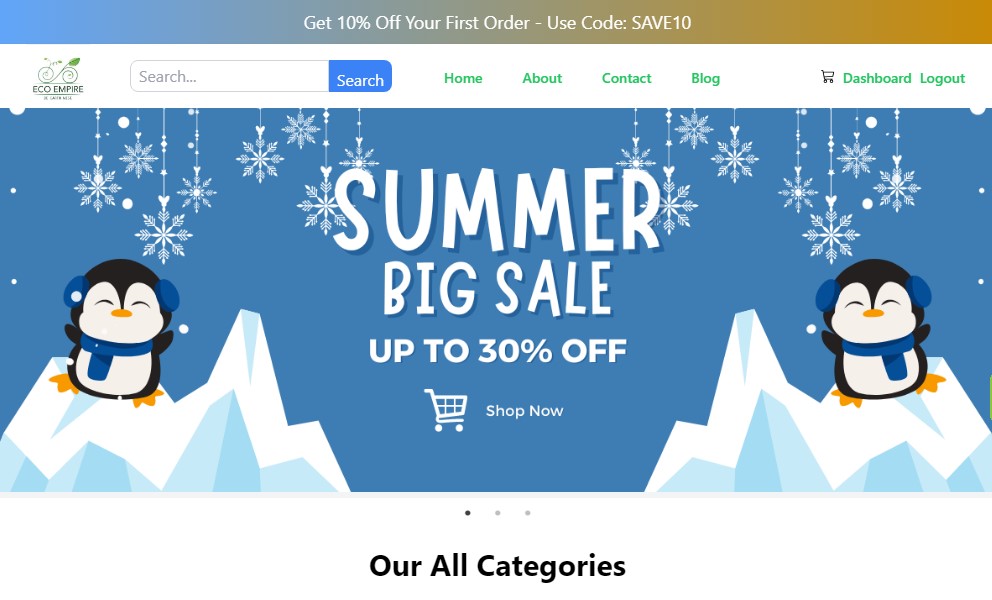 Get 10% Off Your First Order - Use Code: SAVE10
ECO EMPIRE
Search...
Search
Home
About
Contact
Blog
Dashboard
Logout
SUMMER
BIG SALE
UP TO 30% OFF
Shop Now
Our All Categories